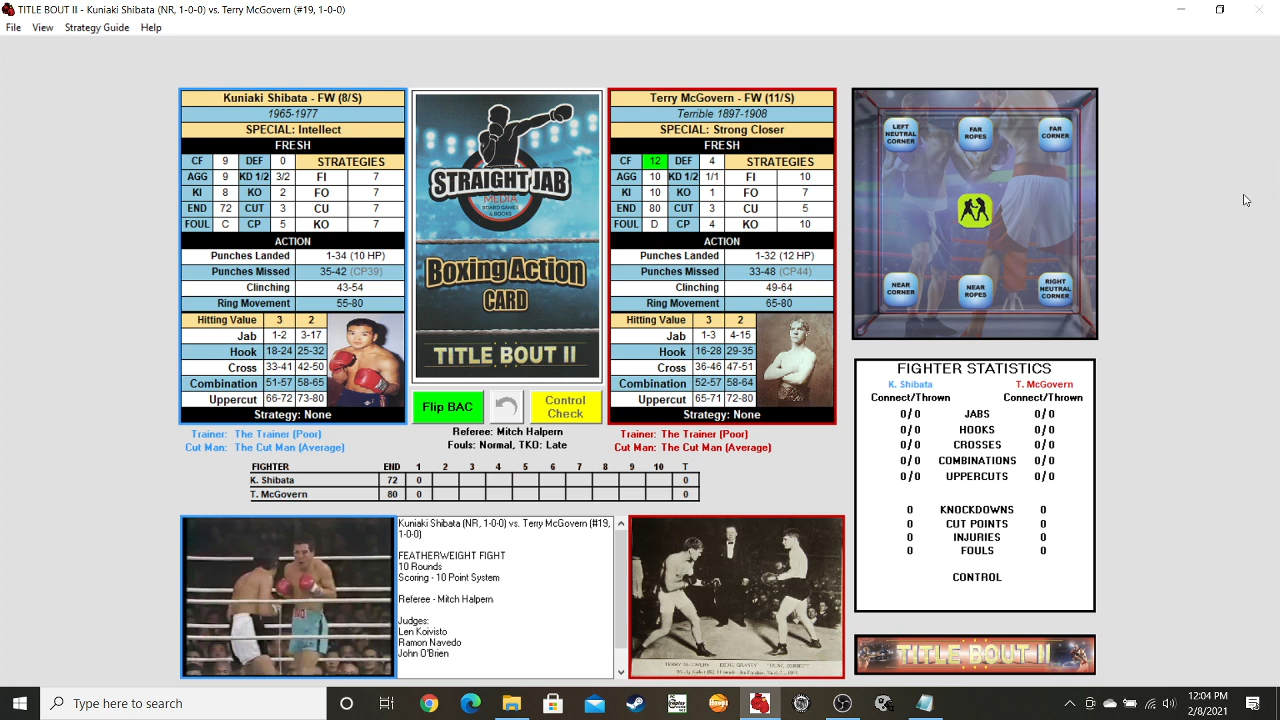 TITLE BOUT II - Kuniaki Shibata (NR, 1-0-0) vs. Terry McGovern (#19, 1-0-0)
File View Strategy Guide Help
Kuniaki Shibata - FW (8/S)
1965-1977
SPECIAL: Intellect
FRESH
CF 9 DEF 0 STRATEGIES
AGG 9 KD 1/2 3/2 FI 7
KI 8 KO 2 FO 7
END 72 CUT 3 CU 7
FOUL C CP 5 KO 7
ACTION
Punches Landed 1-34 (10 HP)
Punches Missed 35-42 (CP39)
Clinching 43-54
Ring Movement 55-80
Hitting Value 3 2
Jab 1-2 3-17
Hook 18-24 25-32
Cross 33-41 42-50
Combination 51-57 58-65
Uppercut 66-72 73-80
Strategy: None
Trainer: The Trainer (Poor)
Cut Man: The Cut Man (Average)
STRAIGHT JAB
MEDIA
BOARD GAMES
& BOOKS
Boxing Action
CARD
TITLE BOUT II
Flip BAC
Control
Check
Referee: Mitch Halpern
Fouls: Normal, TKO: Late
Terry McGovern - FW (11/S)
Terrible 1897-1908
SPECIAL: Strong Closer
FRESH
CF 12 DEF 4 STRATEGIES
AGG 10 KD 1/2 1/1 FI 10
KI 10 KO 1 FO 7
END 80 CUT 3 CU 5
FOUL D CP 4 KO 10
ACTION
Punches Landed 1-32 (12 HP)
Punches Missed 33-48 (CP44)
Clinching 49-64
Ring Movement 65-80
Hitting Value 3 2
Jab 1-3 4-15
Hook 16-28 29-35
Cross 36-46 47-51
Combination 52-57 58-64
Uppercut 65-71 72-80
Strategy: None
Trainer: The Trainer (Poor)
Cut Man: The Cut Man (Average)
LEFT
NEUTRAL
CORNER
FAR
ROPES
FAR
CORNER
NEAR
CORNER
NEAR
ROPES
RIGHT
NEUTRAL
CORNER
FIGHTER STATISTICS
K. Shibata T. McGovern
Connect/Thrown Connect/Thrown
0/0 JABS 0/0
0/0 HOOKS 0/0
0/0 CROSSES 0/0
0/0 COMBINATIONS 0/0
0/0 UPPERCUTS 0/0
0 KNOCKDOWNS 0
0 CUT POINTS 0
0 INJURIES 0
0 FOULS 0
CONTROL
FIGHTER END 1 2 3 4 5 6 7 8 9 10 T
K. Shibata 72 0 0
T. McGovern 80 0 0
Kuniaki Shibata (NR, 1-0-0) vs. Terry McGovern (#19,
1-0-0)
FEATHERWEIGHT FIGHT
10 Rounds
Scoring - 10 Point System
Referee - Mitch Halpern
Judges:
Len Koivisto
Ramon Navedo
John O'Brien
TITLE BOUT II
Type here to search
12:04 PM
2/8/2021